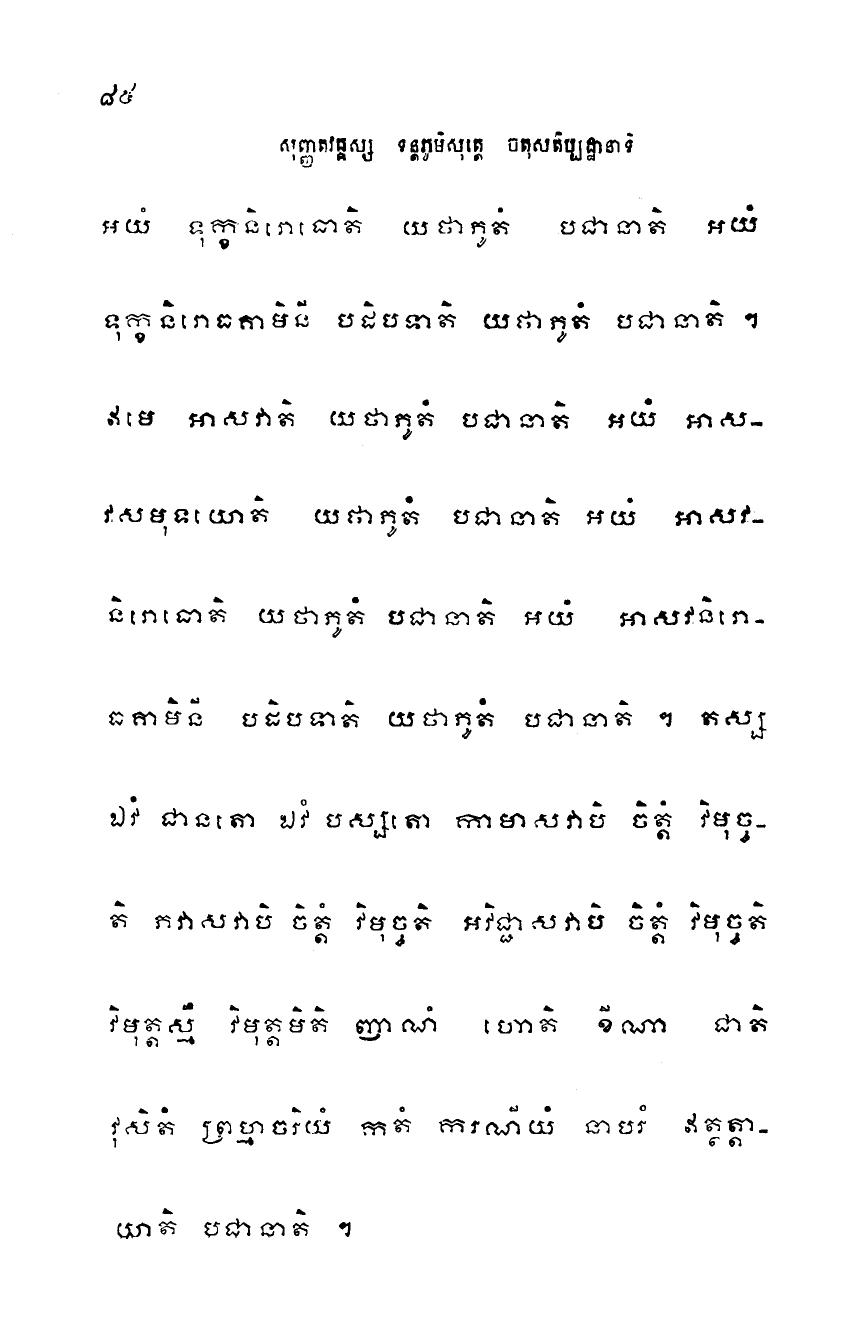 ៨៥
សុញ្ញតវគ្គស្ស ទន្តភូមិសុត្តេ ចតុសតិប្បដ្ឋានាទិ
អយំ ទុក្ខនិរោធោតិ យថាភូតំ បជានាតិ អយំ
ទុក្ខនិរោធគាមិនី បដិបទាតិ យថាភូតំ បជានាតិ ។
ឥមេ អាសវាតិ យថាភូតំ បជានាតិ អយំ អាស-
វសមុទយោតិ យថាភូតំ បជានាតិ អយំ អាសវ-
និរោធោតិ យថាភូតំ បជានាតិ អយំ អាសវនិរោ-
ធគាមិនី បដិបទាតិ យថាភូតំ បជានាតិ ។ តស្ស
ឯវំ ជានតោ ឯវំ បស្សតោ កាមាសវាបិ ចិត្តំ វិមុច្ច-
តិ ភវាសវាបិ ចិត្តំ វិមុច្ចតិ អវិជ្ជាសវាបិ ចិត្តំ វិមុច្ចតិ
វិមុត្តស្មឹ វិមុត្តមិតិ ញាណំ ហោតិ ខីណា ជាតិ
វុសិតំ ព្រហ្មចរិយំ កតំ ករណីយំ នាបរំ ឥត្ថត្តា-
យាតិ បជានាតិ ។